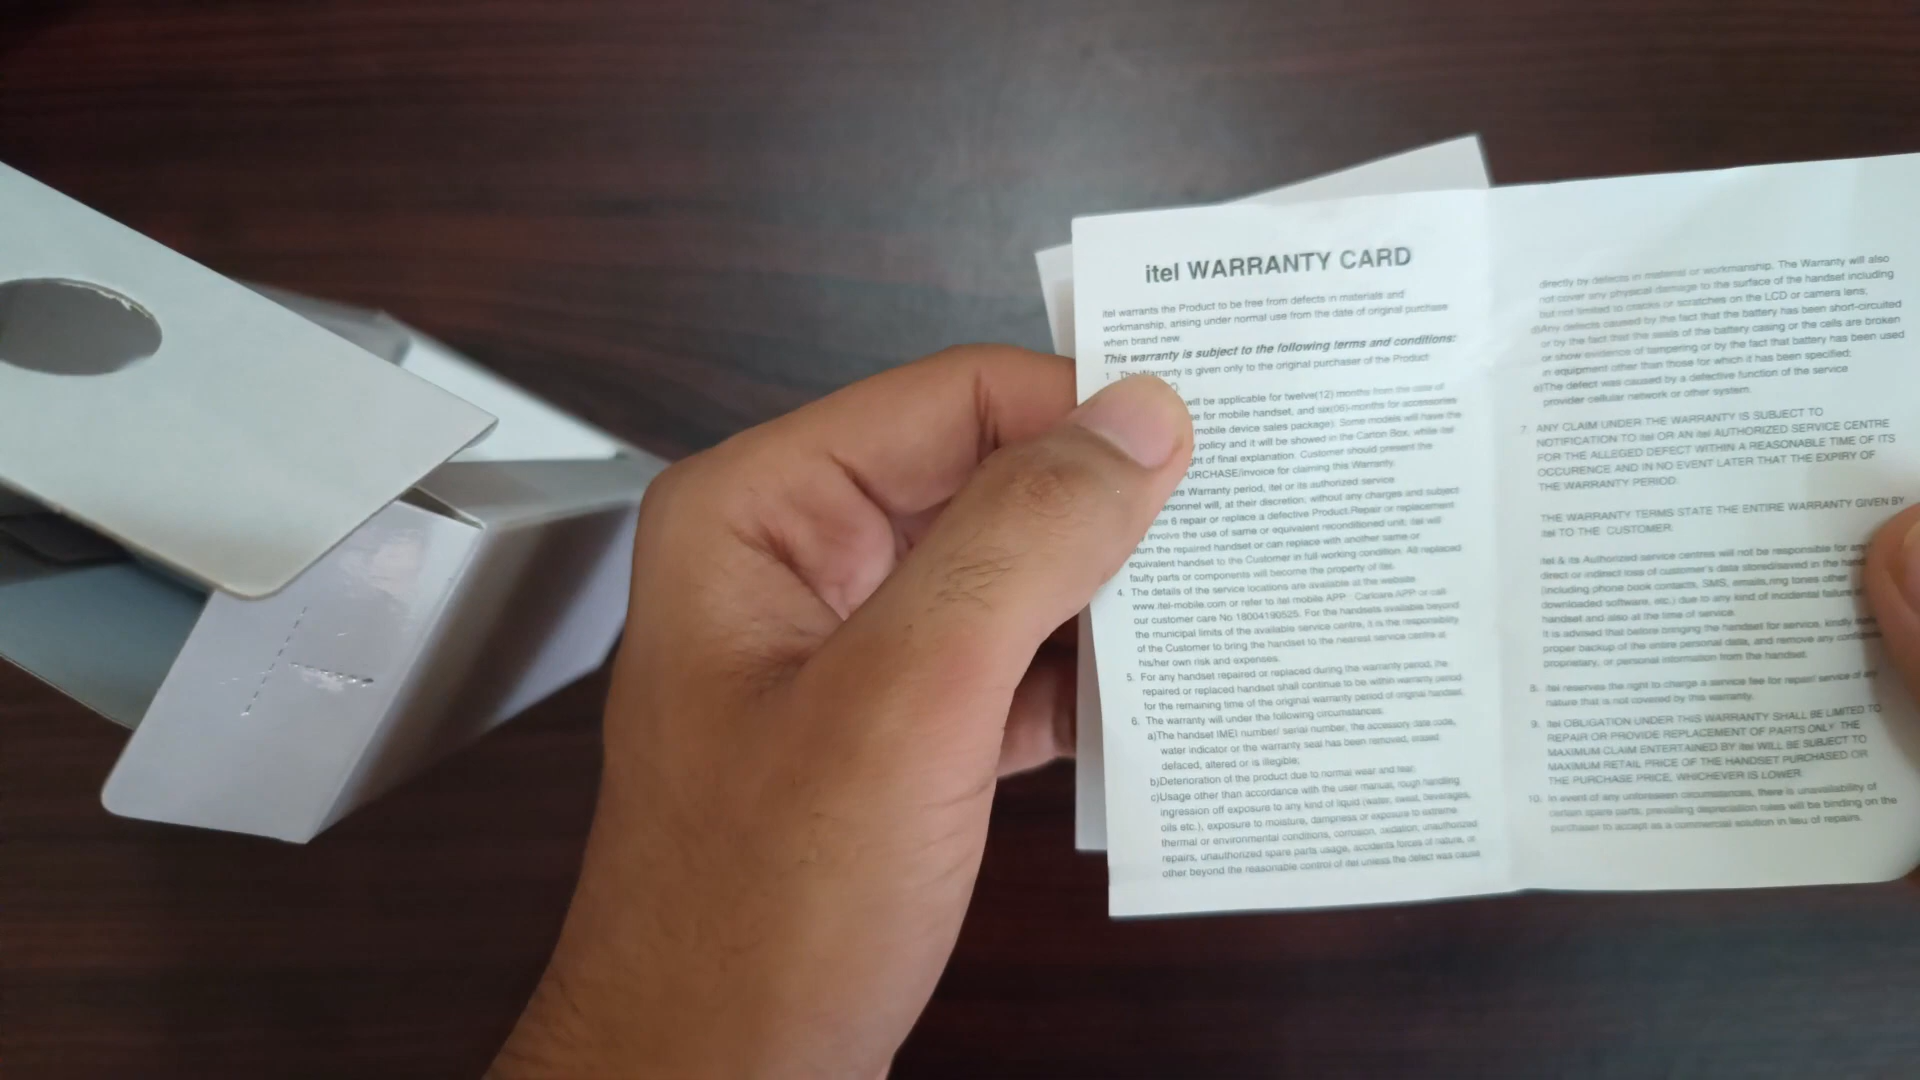 itel WARRANTY CARD
itel warrants the Product to be free from defects in materials and
workmanship, arising under normal use from the date of original purchase
when brand new.
This warranty is subject to the following terms and conditions:
1. The Warranty is given only to the original purchaser of the Product
will be applicable for twelve(12) months from the date of
for mobile handset, and six(06)-months for accessories
mobile device sales package). Some models will have the
policy and it will be showed in the Carton Box, while itel
of final explanation. Customer should present the
PURCHASE/invoice for claiming this Warranty.
Warranty period, itel or its authorized service
personnel will, at their discretion, without any charges and subject
6 repair or replace a defective Product.Repair or replacement
involve the use of same or equivalent reconditioned unit; itel will
the repaired handset or can replace with another same or
equivalent handset to the Customer in full working condition. All replaced
faulty parts or components will become the property of itel.
4. The details of the service locations are available at the website
www.itel-mobile.com or refer to itel mobile APP - Carlcare APP or call
our customer care No 18004190525. For the handsets available beyond
the municipal limits of the available service centre, it is the responsibility
of the Customer to bring the handset to the nearest service centre at
his/her own risk and expenses.
5. For any handset repaired or replaced during the warranty period, the
repaired or replaced handset shall continue to be within warranty period
for the remaining time of the original warranty period of original handset.
6. The warranty will under the following circumstances:
a)The handset IMEI number/ serial number, the accessory date code,
water indicator or the warranty seal has been removed, erased,
defaced, altered or is illegible;
b)Deterioration of the product due to normal wear and tear;
c)Usage other than accordance with the user manual, rough handling
ingression off exposure to any kind of liquid (water, sweat, beverages,
oils etc.), exposure to moisture, dampness or exposure to extreme
thermal or environmental conditions, corrosion, oxidation, unauthorized
repairs, unauthorized spare parts usage, accidents forces of nature, or
other beyond the reasonable control of itel unless the defect was cause
directly by defects in material or workmanship. The Warranty will also
not cover any physical damage to the surface of the handset including
but not limited to cracks or scratches on the LCD or camera lens;
d)Any defects caused by the fact that the battery has been short-circuited
or by the fact that the seals of the battery casing or the cells are broken
or show evidence of tampering or by the fact that battery has been used
in equipment other than those for which it has been specified;
e)The defect was caused by a defective function of the service
provider cellular network or other system.
7. ANY CLAIM UNDER THE WARRANTY IS SUBJECT TO
NOTIFICATION TO itel OR AN itel AUTHORIZED SERVICE CENTRE
FOR THE ALLEGED DEFECT WITHIN A REASONABLE TIME OF ITS
OCCURENCE AND IN NO EVENT LATER THAT THE EXPIRY OF
THE WARRANTY PERIOD.
THE WARRANTY TERMS STATE THE ENTIRE WARRANTY GIVEN BY
itel TO THE CUSTOMER.
itel & its Authorized service centres will not be responsible for any
direct or indirect loss of customer's data stored/saved in the hand
(including phone book contacts, SMS, emails,ring tones other
downloaded software, etc.) due to any kind of incidental failure
handset and also at the time of service.
It is advised that before bringing the handset for service, kindly
proper backup of the entire personal data, and remove any
proprietary, or personal information from the handset.
8. itel reserves the right to charge a service fee for repair/ service of any
nature that is not covered by this warranty.
9. itel OBLIGATION UNDER THIS WARRANTY SHALL BE LIMITED TO
REPAIR OR PROVIDE REPLACEMENT OF PARTS ONLY. THE
MAXIMUM CLAIM ENTERTAINED BY itel WILL BE SUBJECT TO
MAXIMUM RETAIL PRICE OF THE HANDSET PURCHASED OR
THE PURCHASE PRICE, WHICHEVER IS LOWER.
10. In event of any unforeseen circumstances, there is unavailability of
certain spare parts, prevailing depreciation rules will be binding on the
purchaser to accept as a commercial solution in lieu of repairs.